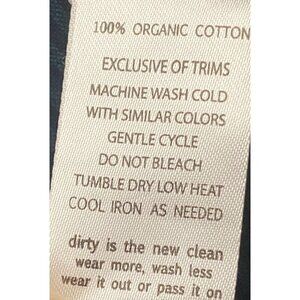 100% ORGANIC COTTON
EXCLUSIVE OF TRIMS
MACHINE WASH COLD
WITH SIMILAR COLORS
GENTLE CYCLE
DO NOT BLEACH
TUMBLE DRY LOW HEAT
COOL IRON AS NEEDED
dirty is the new clean
wear more, wash less
wear it out or pass it on